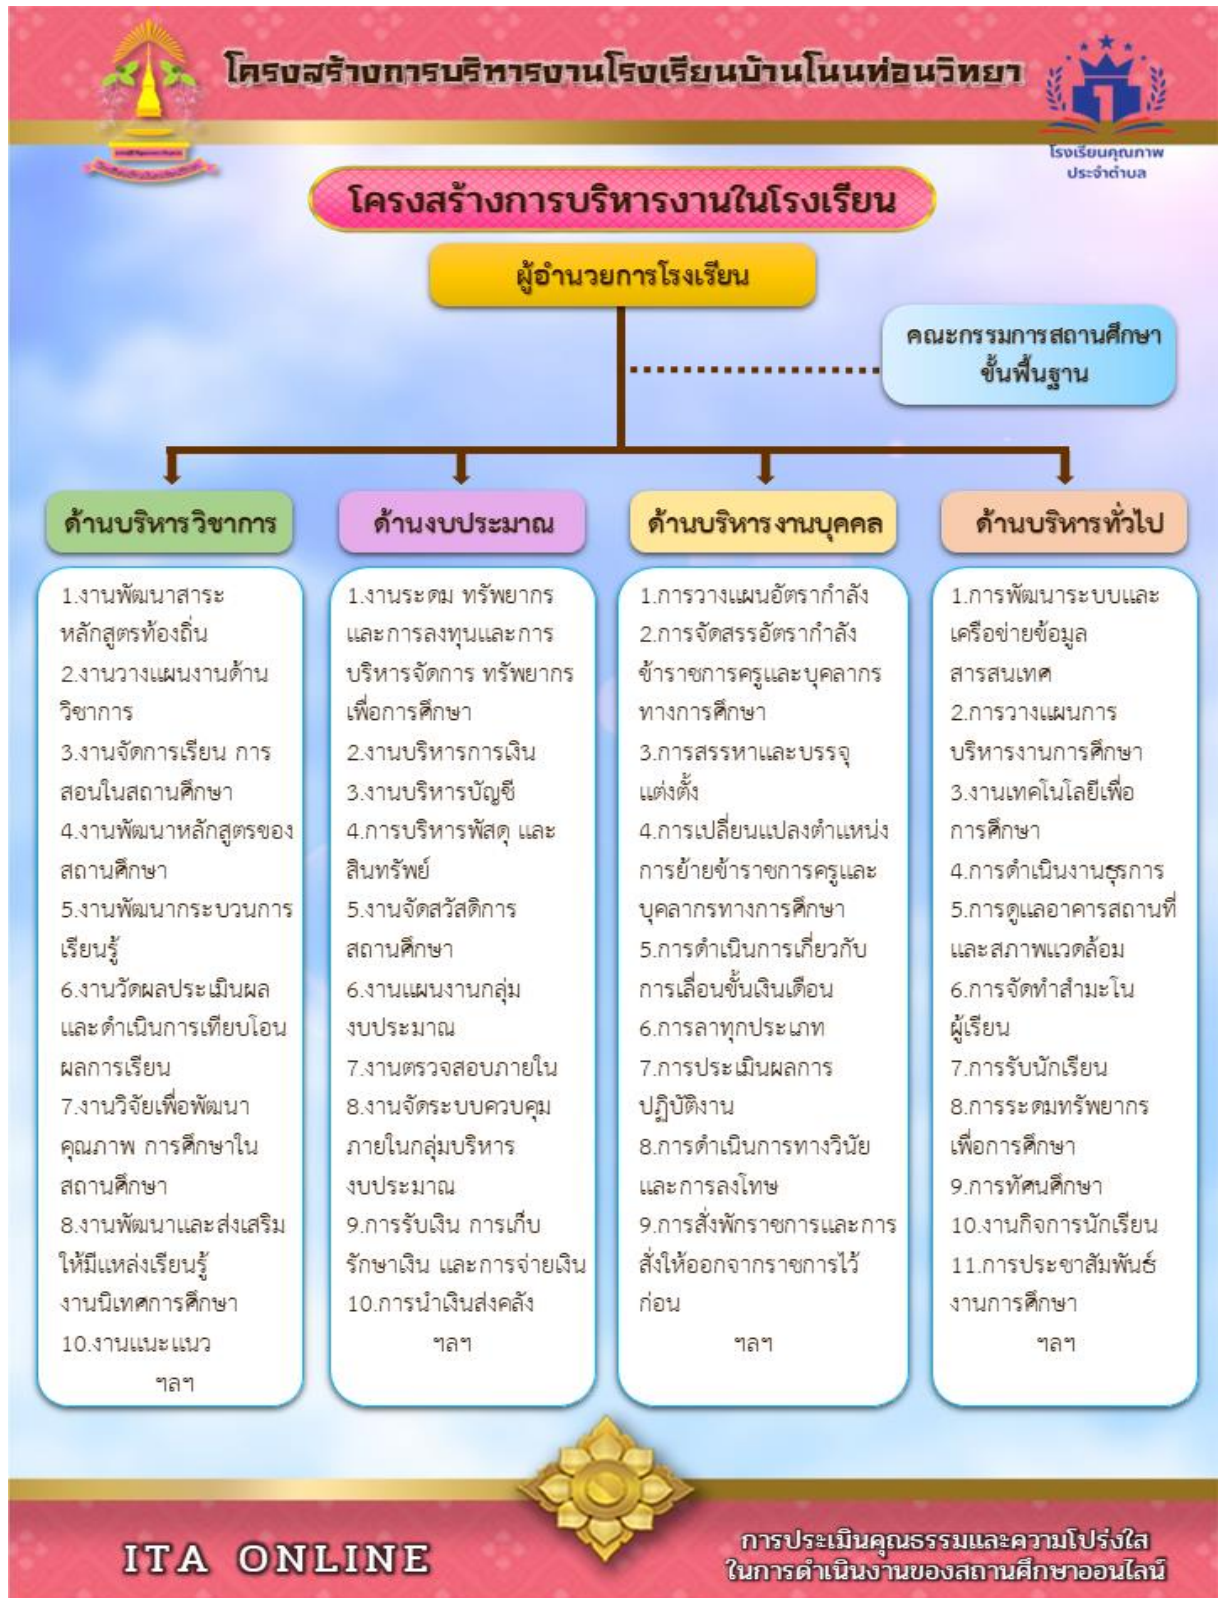 โครงสร้างการบริหารงานโรงเรียนบ้านโนนท่อนวิทยา
โรงเรียนคุณภาพ
ประจำตำบล
โครงสร้างการบริหารงานในโรงเรียน
ผู้อำนวยการโรงเรียน
คณะกรรมการสถานศึกษา
ขั้นพื้นฐาน
ด้านบริหารวิชาการ
1.งานพัฒนาสาระ
หลักสูตรท้องถิ่น
2.งานวางแผนงานด้าน
วิชาการ
3.งานจัดการเรียน การ
สอนในสถานศึกษา
4.งานพัฒนาหลักสูตรของ
สถานศึกษา
5.งานพัฒนากระบวนการ
เรียนรู้
6.งานวัดผลประเมินผล
และดำเนินการเทียบโอน
ผลการเรียน
7.งานวิจัยเพื่อพัฒนา
คุณภาพ การศึกษาใน
สถานศึกษา
8.งานพัฒนาและส่งเสริม
ให้มีแหล่งเรียนรู้
งานนิเทศการศึกษา
10.งานแนะแนว
ฯลฯ
ด้านงบประมาณ
1.งานระดม ทรัพยากร
และการลงทุนและการ
บริหารจัดการ ทรัพยากร
เพื่อการศึกษา
2.งานบริหารการเงิน
3.งานบริหารบัญชี
4.การบริหารพัสดุ และ
สินทรัพย์
5.งานจัดสวัสดิการ
สถานศึกษา
6.งานแผนงานกลุ่ม
งบประมาณ
7.งานตรวจสอบภายใน
8.งานจัดระบบควบคุม
ภายในกลุ่มบริหาร
งบประมาณ
9.การรับเงิน การเก็บ
รักษาเงิน และการจ่ายเงิน
10.การนำเงินส่งคลัง
ฯลฯ
ด้านบริหารงานบุคคล
1.การวางแผนอัตรากำลัง
2.การจัดสรรอัตรากำลัง
ข้าราชการครูและบุคลากร
ทางการศึกษา
3.การสรรหาและบรรจุ
แต่งตั้ง
4.การเปลี่ยนแปลงตำแหน่ง
การย้ายข้าราชการครูและ
บุคลากรทางการศึกษา
5.การดำเนินการเกี่ยวกับ
การเลื่อนขั้นเงินเดือน
6.การลาทุกประเภท
7.การประเมินผลการ
ปฏิบัติงาน
8.การดำเนินการทางวินัย
และการลงโทษ
9.การสั่งพักราชการและการ
สั่งให้ออกจากราชการไว้
ก่อน
ฯลฯ
ด้านบริหารทั่วไป
1.การพัฒนาระบบและ
เครือข่ายข้อมูล
สารสนเทศ
2.การวางแผนการ
บริหารงานการศึกษา
3.งานเทคโนโลยีเพื่อ
การศึกษา
4.การดำเนินงานธุรการ
5.การดูแลอาคารสถานที่
และสภาพแวดล้อม
6.การจัดทำสำมะโน
ผู้เรียน
7.การรับนักเรียน
8.การระดมทรัพยากร
เพื่อการศึกษา
9.การทัศนศึกษา
10.งานกิจการนักเรียน
11.การประชาสัมพันธ์
งานการศึกษา
ฯลฯ
ITA ONLINE
การประเมินคุณธรรมและความโปร่งใส
ในการดำเนินงานของสถานศึกษาออนไลน์